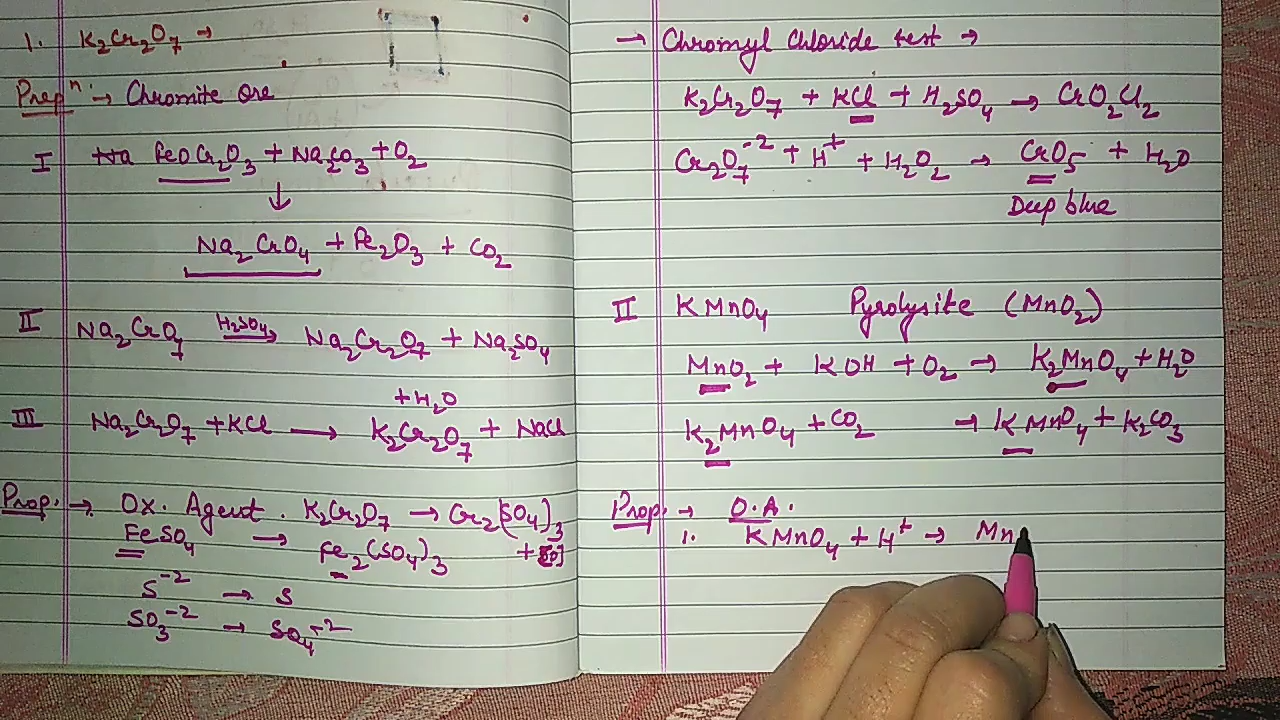 1. K2Cr2O7 →
Prepn :→ Chromite ore
I FeOCr2O3 + Na2CO3 + O2
↓
Na2CrO4 + Fe2O3 + CO2
II Na2CrO4 H2SO4→ Na2Cr2O7 + Na2SO4
+ H2O
III Na2Cr2O7 + KCl → K2Cr2O7 + NaCl
Prop. → Ox. Agent. K2Cr2O7 → Cr2(SO4)3
+ [O]
FeSO4 → Fe2(SO4)3
S-2 → S
SO3-2 → SO4-2
→ Chromyl Chloride test →
K2Cr2O7 + KCl + H2SO4 → CrO2Cl2
Cr2O7-2 + H+ + H2O2 → CrO5 + H2O
Deep blue
II KMnO4 Pyrolysite (MnO2)
MnO2 + KOH + O2 → K2MnO4 + H2O
K2MnO4 + CO2 → KMnO4 + K2CO3
Prop. → O.A.
1. KMnO4 + H+ → Mn